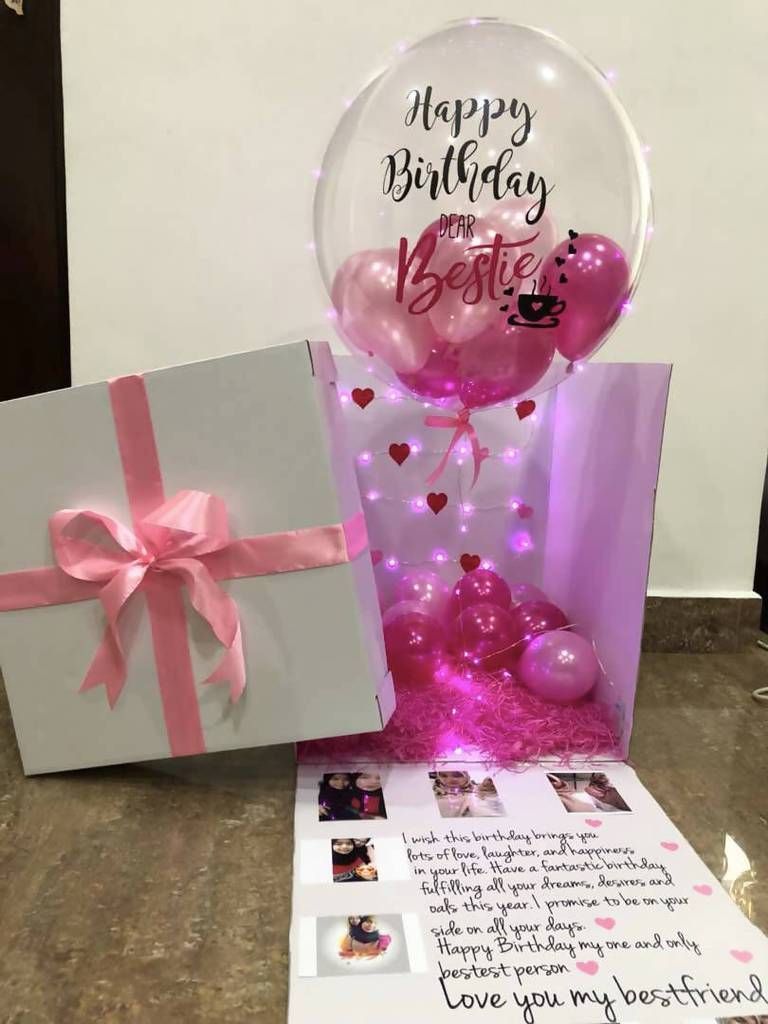 Happy
Birthday
DEAR
Bestie
I wish this birthday brings you
lots of love, laughter, and happiness
in your life. Have a fantastic birthday
fulfilling all your dreams, desires and
oals this year. I promise to be on your
side on all your days.
Happy Birthday my one and only
bestest person
Love you my bestfriend